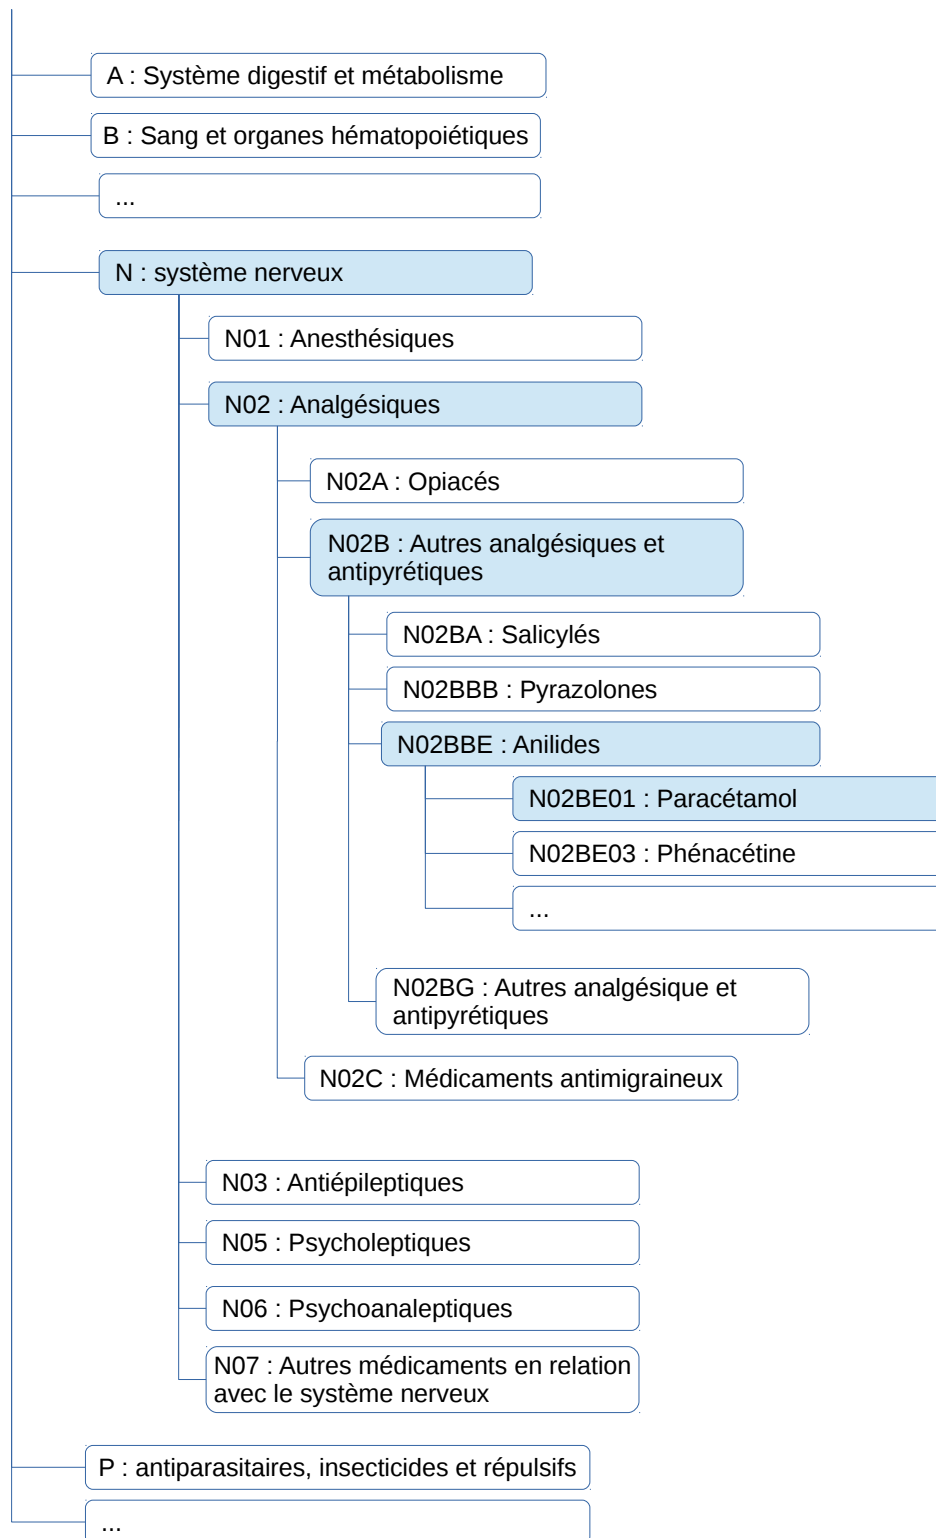 A : Système digestif et métabolisme
B : Sang et organes hématopoiétiques
...
N : système nerveux
N01 : Anesthésiques
N02 : Analgésiques
N02A : Opiacés
N02B : Autres analgésiques et
antipyrétiques
N02BA : Salicylés
N02BBB : Pyrazolones
N02BBE : Anilides
N02BE01 : Paracétamol
N02BE03 : Phénacétine
...
N02BG : Autres analgésique et
antipyrétiques
N02C : Médicaments antimigraineux
N03 : Antiépileptiques
N05 : Psycholeptiques
N06 : Psychoanaleptiques
N07 : Autres médicaments en relation
avec le système nerveux
P : antiparasitaires, insecticides et répulsifs
...